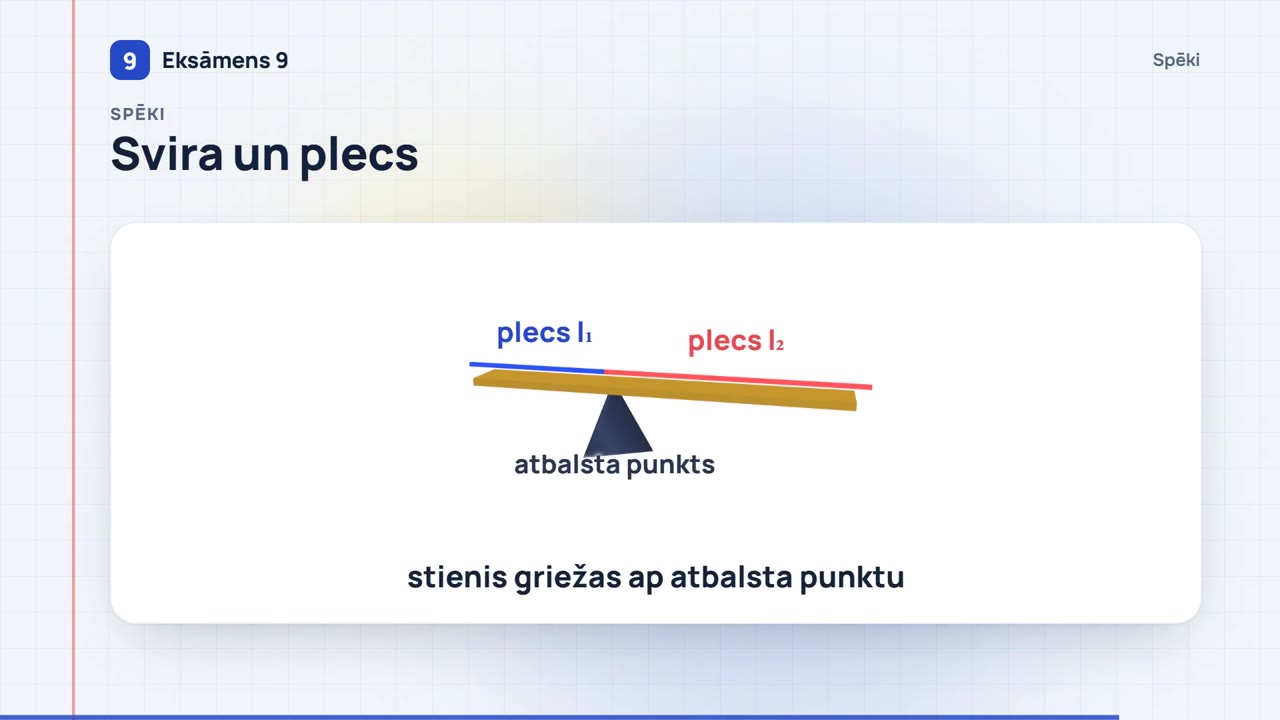 9 Eksāmens 9
Spēki
SPĒKI
Svira un plecs
plecs l₁
plecs l₂
atbalsta punkts
stienis griežas ap atbalsta punktu